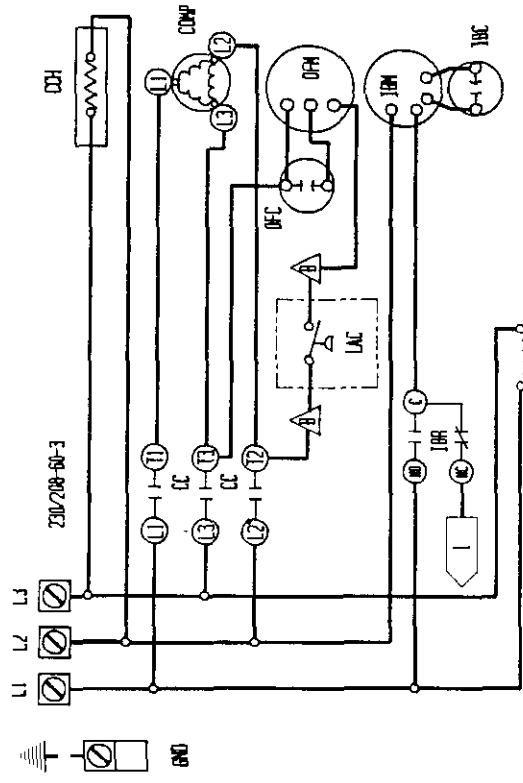 GND
L1
L2
L3
230/208-60-3
CCH
COMP
L1
T1
L1
L2
CC
L3
T3
L3
CC
OFC
OFM
L2
T2
B
B
LAC
IBM
NO
C
IBR
IBC
1
NC